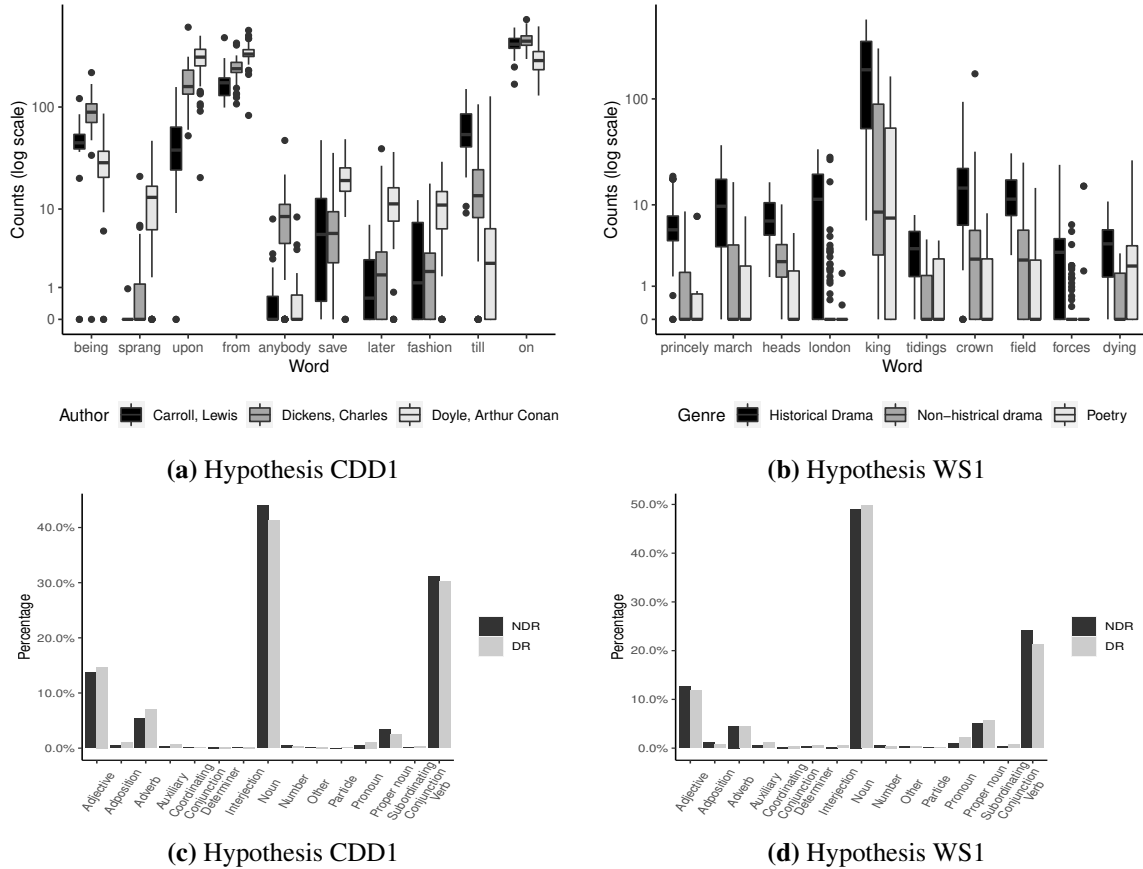 Counts (log scale)
100
10
1
0
being sprang upon from anybody save later fashion till on
Word
Author Carroll, Lewis Dickens, Charles Doyle, Arthur Conan
(a) Hypothesis CDD1
Counts (log scale)
100
10
1
0
princely march heads london king tidings crown field forces dying
Word
Genre Historical Drama Non−histrical drama Poetry
(b) Hypothesis WS1
Percentage
40.0%
30.0%
20.0%
10.0%
0.0%
Adjective
Adposition
Adverb
Auxiliary
Coordinating
Conjunction
Determiner
Interjection
Noun
Number
Other
Particle
Pronoun
Proper noun
Subordinating
Conjunction
Verb
NDR
DR
(c) Hypothesis CDD1
Percentage
50.0%
40.0%
30.0%
20.0%
10.0%
0.0%
Adjective
Adposition
Adverb
Auxiliary
Coordinating
Conjunction
Determiner
Interjection
Noun
Number
Other
Particle
Pronoun
Proper noun
Subordinating
Conjunction
Verb
NDR
DR
(d) Hypothesis WS1